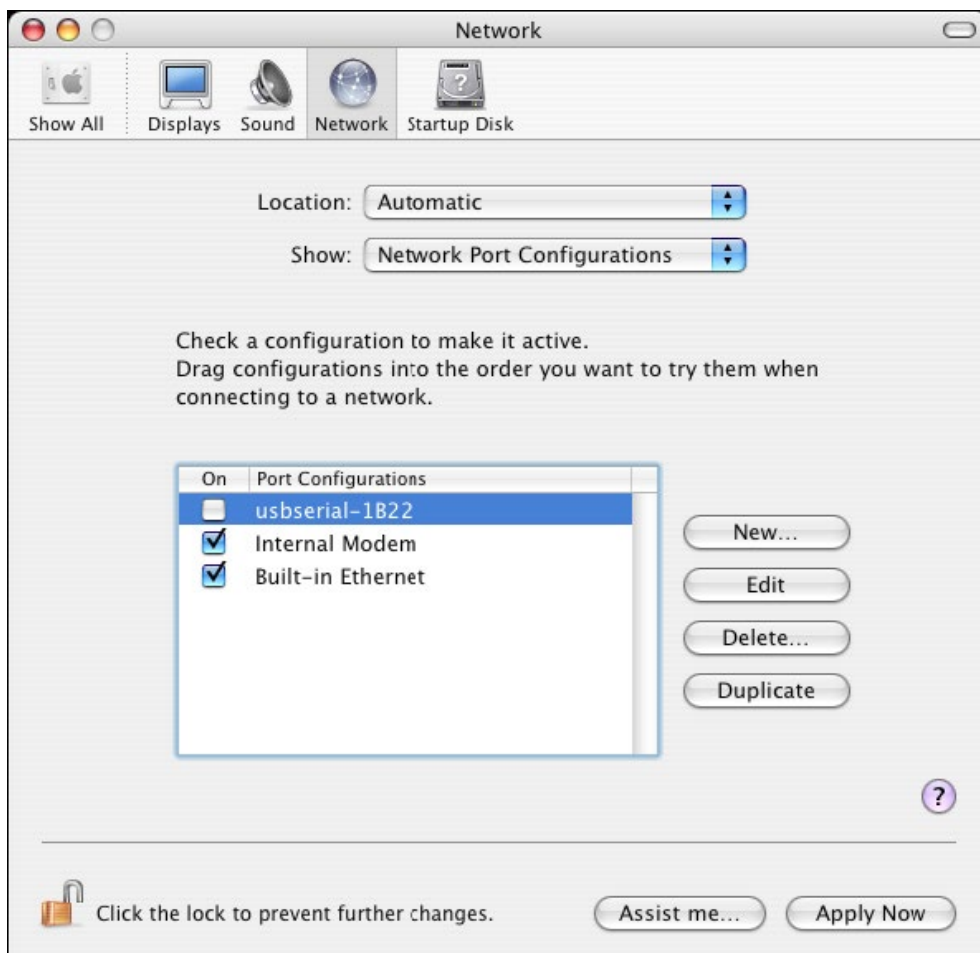 Network
Show All
Displays
Sound
Network
Startup Disk
Location: Automatic
Show: Network Port Configurations
Check a configuration to make it active.
Drag configurations into the order you want to try them when
connecting to a network.
On Port Configurations
usbserial-1B22
Internal Modem
Built-in Ethernet
New...
Edit
Delete...
Duplicate
?
Click the lock to prevent further changes.
Assist me...
Apply Now